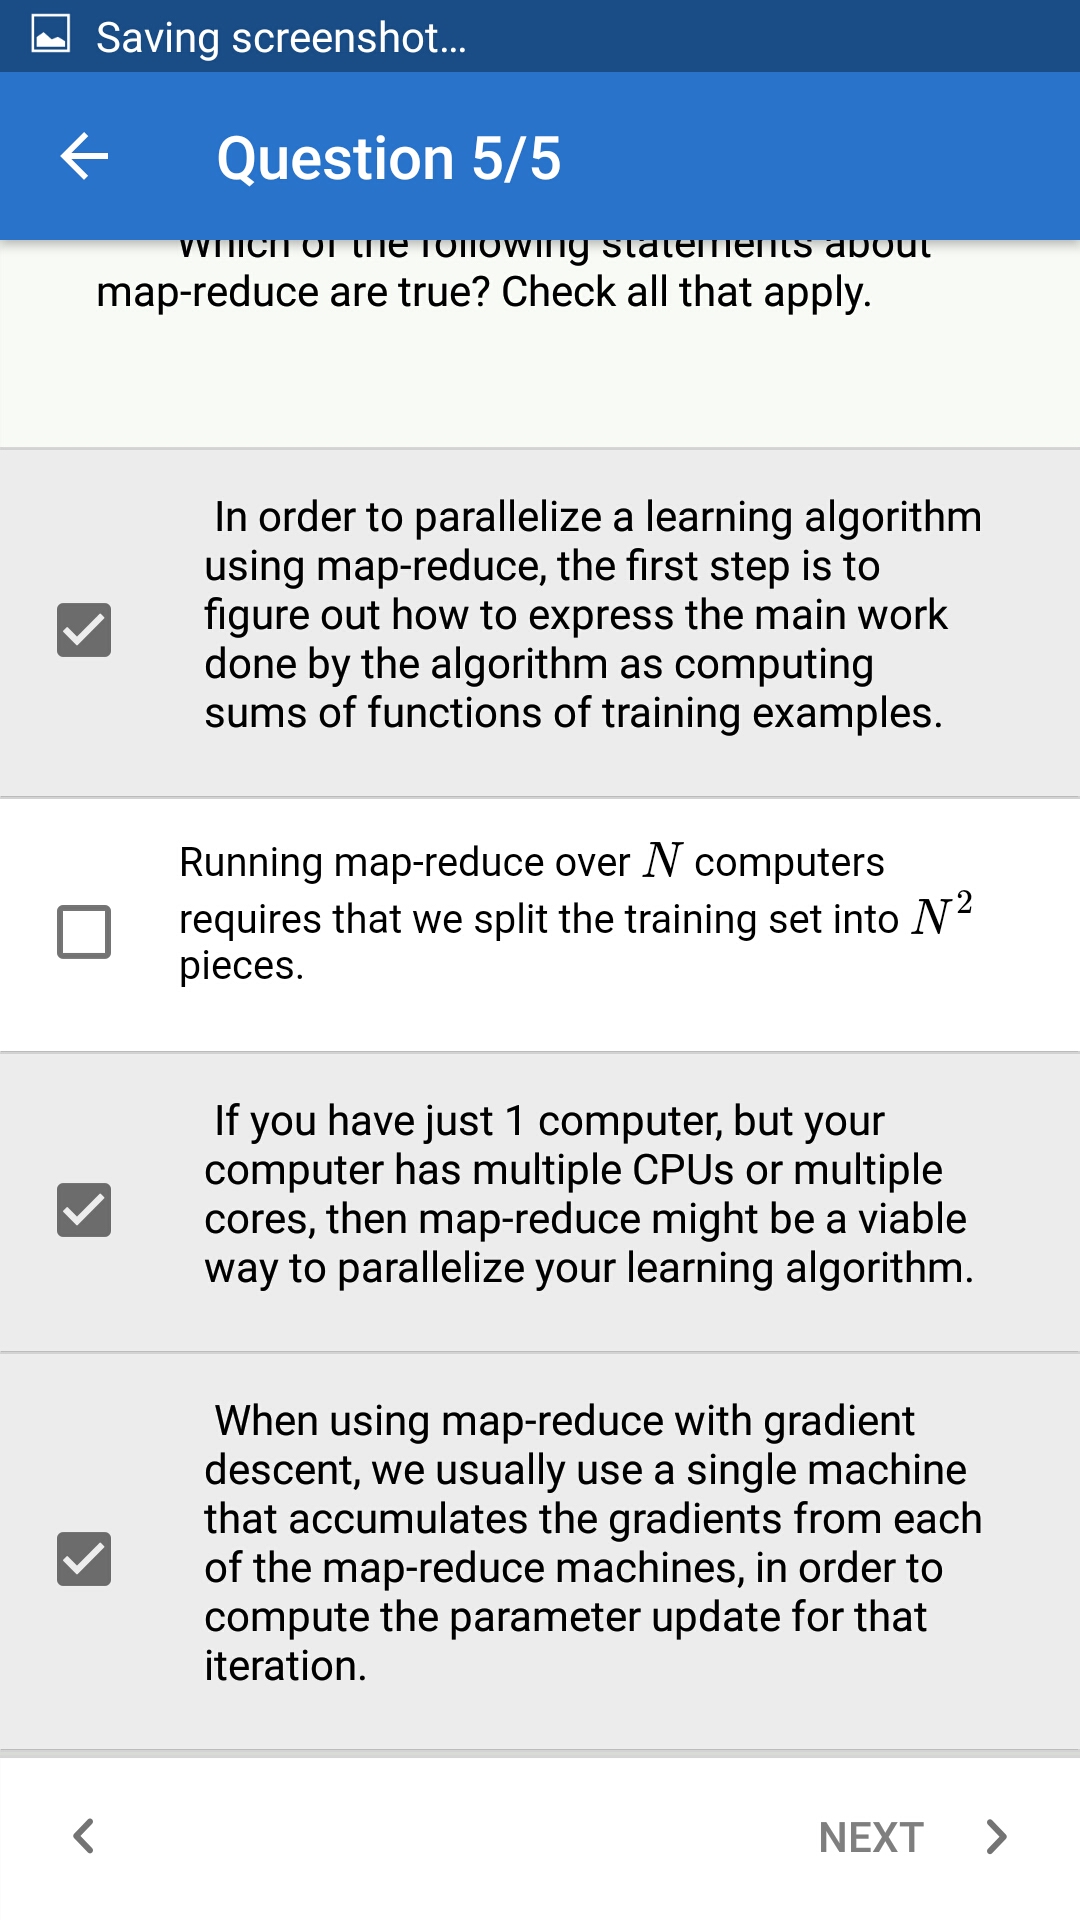 Saving screenshot...
Question 5/5
Which of the following statements about
map-reduce are true? Check all that apply.
In order to parallelize a learning algorithm
using map-reduce, the first step is to
figure out how to express the main work
done by the algorithm as computing
sums of functions of training examples.
Running map-reduce over N computers
requires that we split the training set into N²
pieces.
If you have just 1 computer, but your
computer has multiple CPUs or multiple
cores, then map-reduce might be a viable
way to parallelize your learning algorithm.
When using map-reduce with gradient
descent, we usually use a single machine
that accumulates the gradients from each
of the map-reduce machines, in order to
compute the parameter update for that
iteration.
NEXT